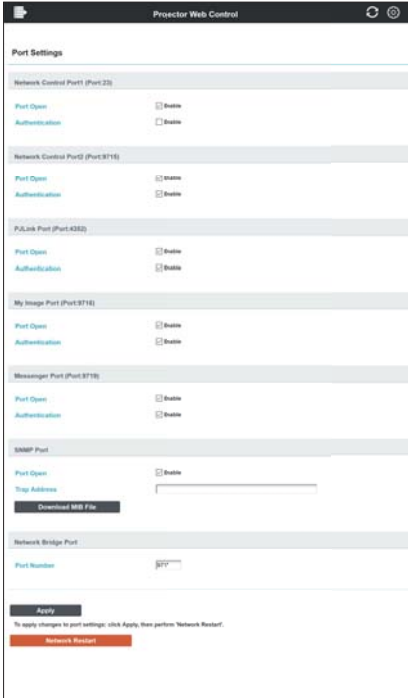 Projector Web Control
Port Settings
Network Control Port1 (Port:23)
Port Open Enable
Authentication Enable
Network Control Port2 (Port:9715)
Port Open Enable
Authentication Enable
PJLink Port (Port:4352)
Port Open Enable
Authentication Enable
My Image Port (Port:9716)
Port Open Enable
Authentication Enable
Messenger Port (Port:9719)
Port Open Enable
Authentication Enable
SNMP Port
Port Open Enable
Trap Address
Download MIB File
Network Bridge Port
Port Number
Apply
To apply changes to port settings: click Apply, then perform 'Network Restart'.
Network Restart